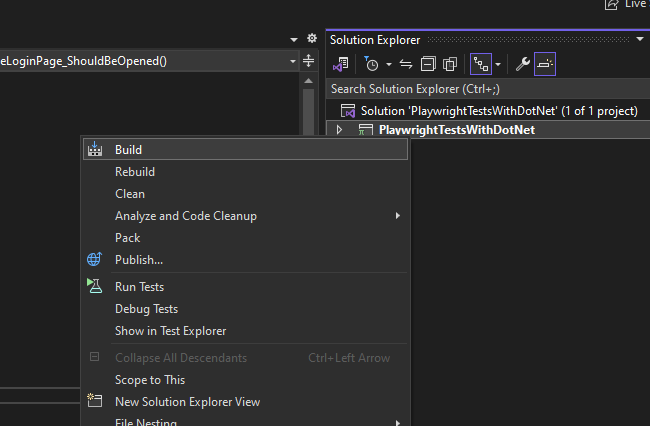 Live
eLoginPage_ShouldBeOpened()
Solution Explorer
Search Solution Explorer (Ctrl+;)
Solution 'PlaywrightTestsWithDotNet' (1 of 1 project)
PlaywrightTestsWithDotNet
Build
Rebuild
Clean
Analyze and Code Cleanup
Pack
Publish...
Run Tests
Debug Tests
Show in Test Explorer
Collapse All Descendants Ctrl+Left Arrow
Scope to This
New Solution Explorer View
File Nesting